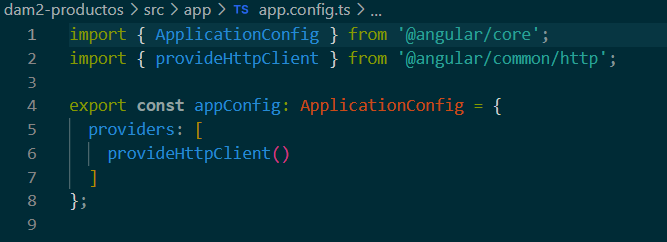 dam2-productos > src > app > TS app.config.ts > ...
1 import { ApplicationConfig } from '@angular/core';
2 import { provideHttpClient } from '@angular/common/http';
3
4 export const appConfig: ApplicationConfig = {
5 providers: [
6 provideHttpClient()
7 ]
8 };
9